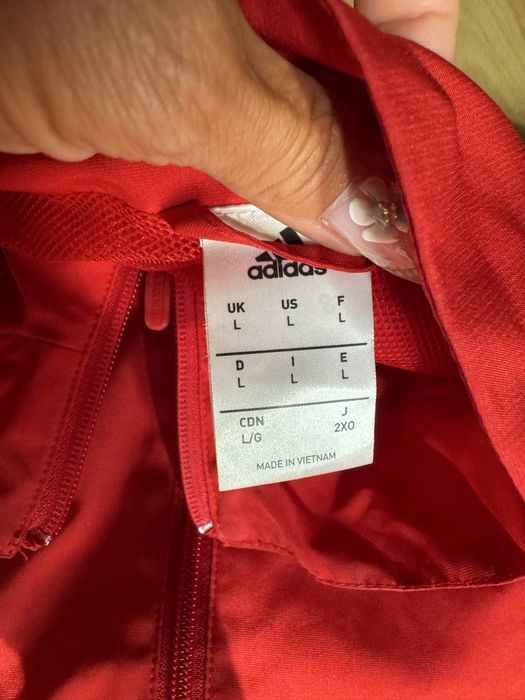 adidas
UK US F
L L L
D I E
L L L
CDN J
L/G 2XO
MADE IN VIETNAM